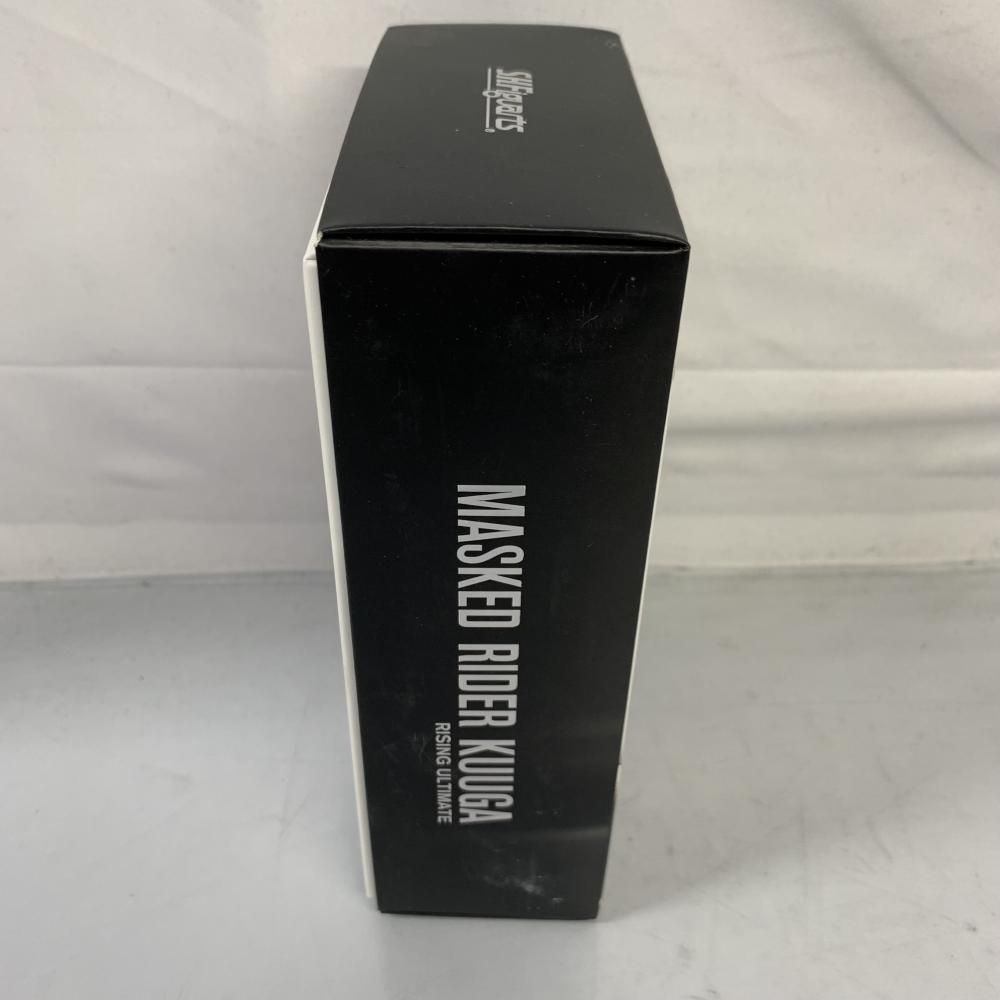 S.H.Figuarts
MASKED RIDER KUUGA
RISING ULTIMATE